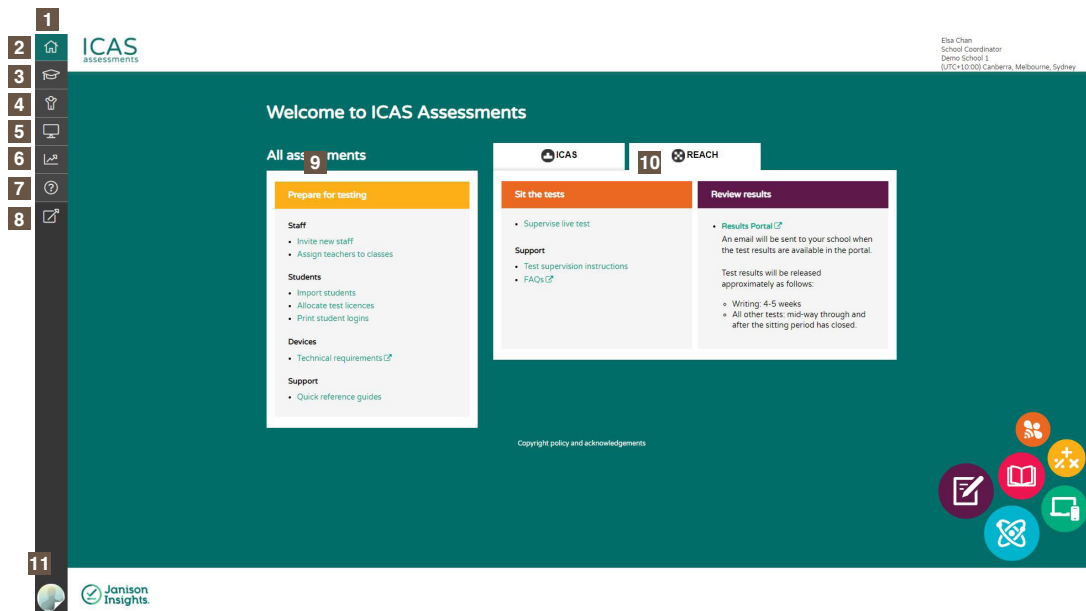 1
2
3
4
5
6
7
8
ICAS
assessments
Elsa Chan
School Coordinator
Demo School 1
(UTC+10:00) Canberra, Melbourne, Sydney
Welcome to ICAS Assessments
All assessments
9
ICAS
10
REACH
Prepare for testing
Staff
• Invite new staff
• Assign teachers to classes
Students
• Import students
• Allocate test licences
• Print student logins
Devices
• Technical requirements
Support
• Quick reference guides
Sit the tests
• Supervise live test
Support
• Test supervision instructions
• FAQs
Review results
• Results Portal
An email will be sent to your school when
the test results are available in the portal.
Test results will be released
approximately as follows:
Writing: 4-5 weeks
All other tests: mid-way through and
after the sitting period has closed.
Copyright policy and acknowledgements
11
Janison
Insights.